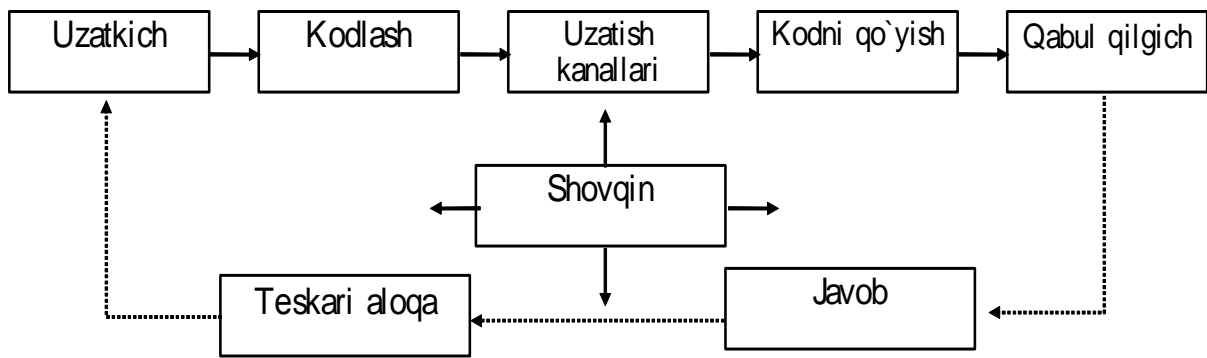 Uzatkich
Kodlash
Uzatish
kanallari
Kodni qo`yish
Qabul qilgich
Shovqin
Teskari aloqa
Javob